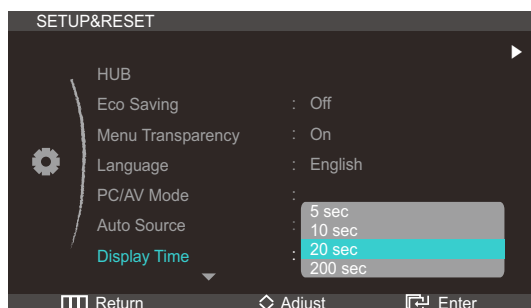 SETUP&RESET
HUB
Eco Saving : Off
Menu Transparency : On
Language : English
PC/AV Mode :
Auto Source :
Display Time :
5 sec
10 sec
20 sec
200 sec
Return Adjust Enter